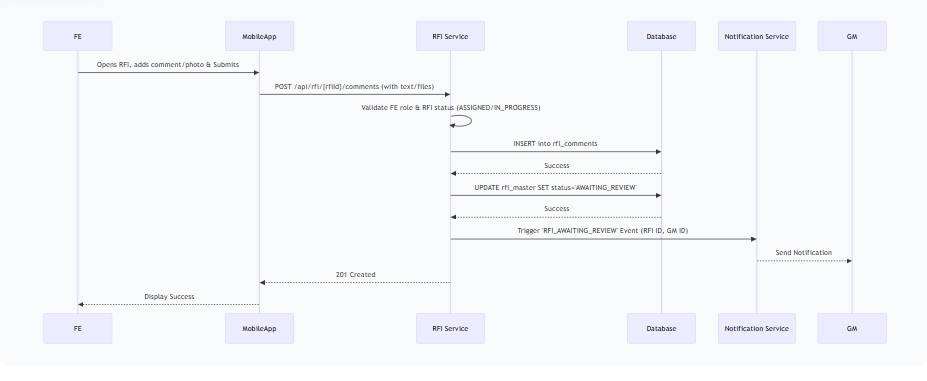 FE MobileApp RFI Service Database Notification Service GM
Opens RFI, adds comment/photo & Submits
POST /api/rfi/[rfiId]/comments (with text/files)
Validate FE role & RFI status (ASSIGNED/IN_PROGRESS)
INSERT into rfi_comments
Success
UPDATE rfi_master SET status='AWAITING_REVIEW'
Success
Trigger 'RFI_AWAITING_REVIEW' Event (RFI ID, GM ID)
Send Notification
201 Created
Display Success
FE MobileApp RFI Service Database Notification Service GM